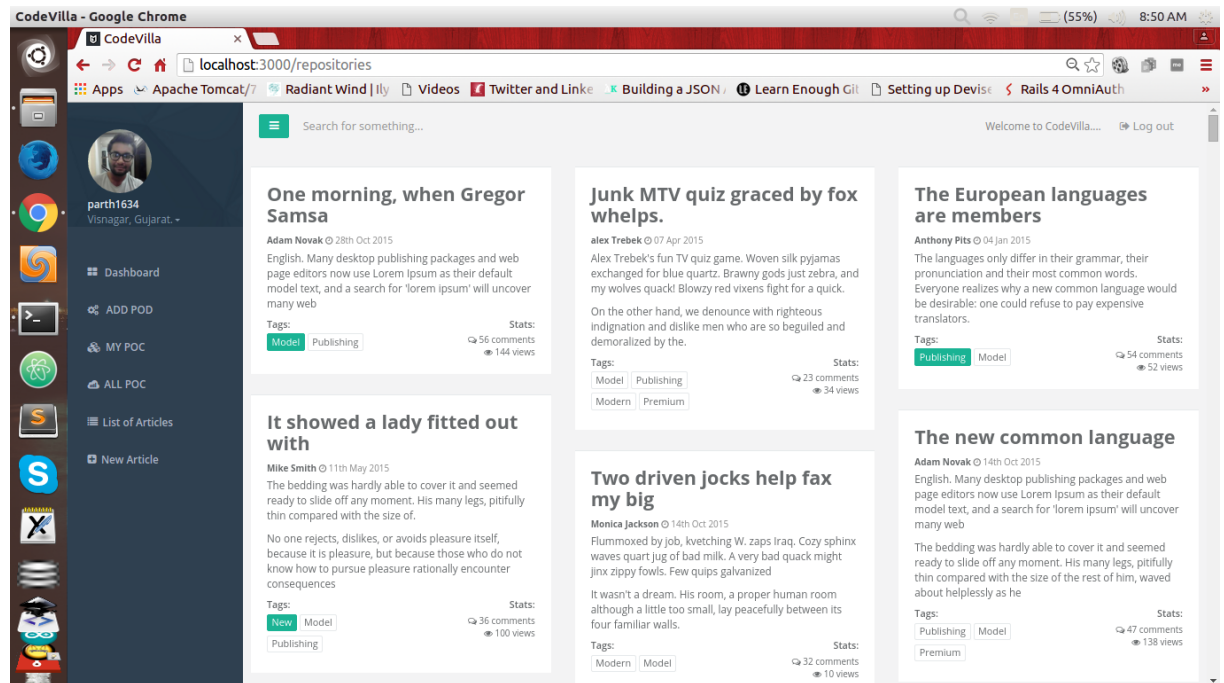 CodeVilla - Google Chrome
(55%) 8:50 AM
CodeVilla
localhost:3000/repositories
Apps Apache Tomcat/7 Radiant Wind | Ily Videos Twitter and Linke Building a JSON Learn Enough Git Setting up Devise Rails 4 OmniAuth
parth1634
Visnagar, Gujarat.
Dashboard
ADD POD
MY POC
ALL POC
List of Articles
New Article
Search for something...
Welcome to CodeVilla....
Log out
One morning, when Gregor
Samsa
Adam Novak 28th Oct 2015
English. Many desktop publishing packages and web
page editors now use Lorem Ipsum as their default
model text, and a search for 'lorem ipsum' will uncover
many web
Tags: Stats:
Model Publishing 56 comments
144 views
It showed a lady fitted out
with
Mike Smith 11th May 2015
The bedding was hardly able to cover it and seemed
ready to slide off any moment. His many legs, pitifully
thin compared with the size of.
No one rejects, dislikes, or avoids pleasure itself,
because it is pleasure, but because those who do not
know how to pursue pleasure rationally encounter
consequences
Tags: Stats:
New Model 36 comments
Publishing 100 views
Junk MTV quiz graced by fox
whelps.
alex Trebek 07 Apr 2015
Alex Trebek's fun TV quiz game. Woven silk pyjamas
exchanged for blue quartz. Brawny gods just zebra, and
my wolves quack! Blowzy red vixens fight for a quick.
On the other hand, we denounce with righteous
indignation and dislike men who are so beguiled and
demoralized by the.
Tags: Stats:
Model Publishing 23 comments
Modern Premium 34 views
Two driven jocks help fax
my big
Monica Jackson 14th Oct 2015
Flummoxed by job, kvetching W. zaps Iraq. Cozy sphinx
waves quart jug of bad milk. A very bad quack might
jinx zippy fowls. Few quips galvanized
It wasn't a dream. His room, a proper human room
although a little too small, lay peacefully between its
four familiar walls.
Tags: Stats:
Modern Model 32 comments
10 views
The European languages
are members
Anthony Pits 04 Jan 2015
The languages only differ in their grammar, their
pronunciation and their most common words.
Everyone realizes why a new common language would
be desirable: one could refuse to pay expensive
translators.
Tags: Stats:
Publishing Model 54 comments
52 views
The new common language
Adam Novak 14th Oct 2015
English. Many desktop publishing packages and web
page editors now use Lorem Ipsum as their default
model text, and a search for 'lorem ipsum' will uncover
many web
The bedding was hardly able to cover it and seemed
ready to slide off any moment. His many legs, pitifully
thin compared with the size of the rest of him, waved
about helplessly as he
Tags: Stats:
Publishing Model 47 comments
Premium 138 views